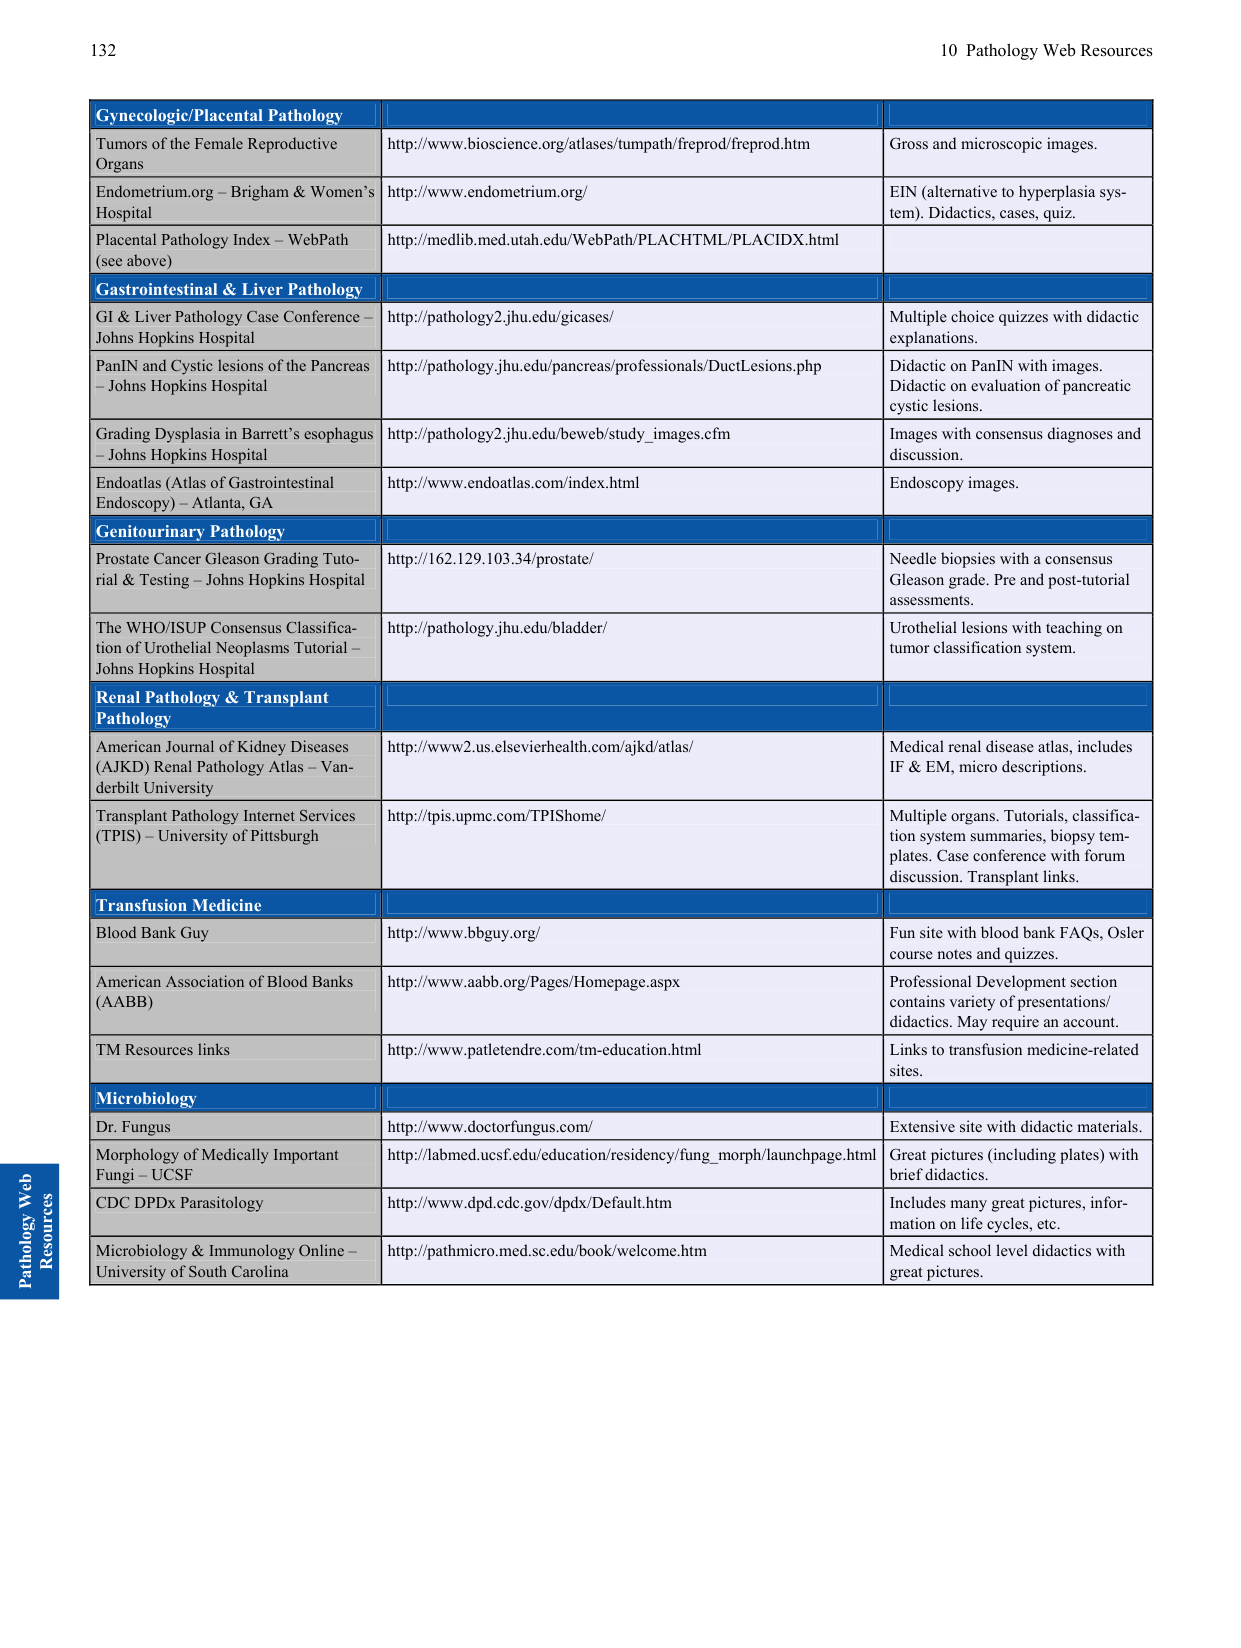 132
10 Pathology Web Resources
Gynecologic/Placental Pathology
Tumors of the Female Reproductive
Organs
http://www.bioscience.org/atlases/tumpath/freprod/freprod.htm
Gross and microscopic images.
Endometrium.org – Brigham & Women’s
Hospital
http://www.endometrium.org/
EIN (alternative to hyperplasia sys-
tem). Didactics, cases, quiz.
Placental Pathology Index – WebPath
(see above)
http://medlib.med.utah.edu/WebPath/PLACHTML/PLACIDX.html
Gastrointestinal & Liver Pathology
GI & Liver Pathology Case Conference –
Johns Hopkins Hospital
http://pathology2.jhu.edu/gicases/
Multiple choice quizzes with didactic
explanations.
PanIN and Cystic lesions of the Pancreas
– Johns Hopkins Hospital
http://pathology.jhu.edu/pancreas/professionals/DuctLesions.php
Didactic on PanIN with images.
Didactic on evaluation of pancreatic
cystic lesions.
Grading Dysplasia in Barrett’s esophagus
– Johns Hopkins Hospital
http://pathology2.jhu.edu/beweb/study_images.cfm
Images with consensus diagnoses and
discussion.
Endoatlas (Atlas of Gastrointestinal
Endoscopy) – Atlanta, GA
http://www.endoatlas.com/index.html
Endoscopy images.
Genitourinary Pathology
Prostate Cancer Gleason Grading Tuto-
rial & Testing – Johns Hopkins Hospital
http://162.129.103.34/prostate/
Needle biopsies with a consensus
Gleason grade. Pre and post-tutorial
assessments.
The WHO/ISUP Consensus Classifica-
tion of Urothelial Neoplasms Tutorial –
Johns Hopkins Hospital
http://pathology.jhu.edu/bladder/
Urothelial lesions with teaching on
tumor classification system.
Renal Pathology & Transplant
Pathology
American Journal of Kidney Diseases
(AJKD) Renal Pathology Atlas – Van-
derbilt University
http://www2.us.elsevierhealth.com/ajkd/atlas/
Medical renal disease atlas, includes
IF & EM, micro descriptions.
Transplant Pathology Internet Services
(TPIS) – University of Pittsburgh
http://tpis.upmc.com/TPIShome/
Multiple organs. Tutorials, classifica-
tion system summaries, biopsy tem-
plates. Case conference with forum
discussion. Transplant links.
Transfusion Medicine
Blood Bank Guy
http://www.bbguy.org/
Fun site with blood bank FAQs, Osler
course notes and quizzes.
American Association of Blood Banks
(AABB)
http://www.aabb.org/Pages/Homepage.aspx
Professional Development section
contains variety of presentations/
didactics. May require an account.
TM Resources links
http://www.patletendre.com/tm-education.html
Links to transfusion medicine-related
sites.
Microbiology
Dr. Fungus
http://www.doctorfungus.com/
Extensive site with didactic materials.
Morphology of Medically Important
Fungi – UCSF
http://labmed.ucsf.edu/education/residency/fung_morph/launchpage.html
Great pictures (including plates) with
brief didactics.
CDC DPDx Parasitology
http://www.dpd.cdc.gov/dpdx/Default.htm
Includes many great pictures, infor-
mation on life cycles, etc.
Microbiology & Immunology Online –
University of South Carolina
http://pathmicro.med.sc.edu/book/welcome.htm
Medical school level didactics with
great pictures.
Pathology Web
Resources